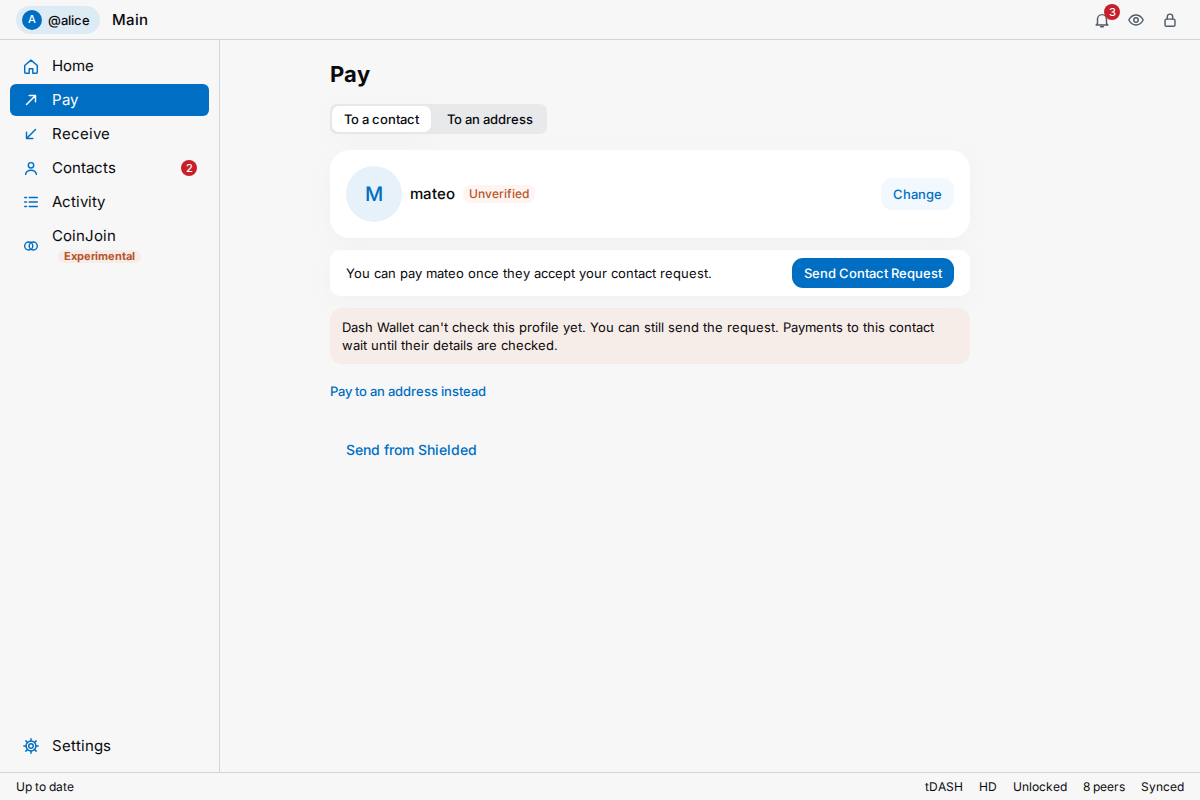 A @alice Main 3
Home
Pay
Receive
Contacts 2
Activity
CoinJoin
Experimental
Settings
Pay
To a contact To an address
M mateo Unverified Change
You can pay mateo once they accept your contact request. Send Contact Request
Dash Wallet can't check this profile yet. You can still send the request. Payments to this contact
wait until their details are checked.
Pay to an address instead
Send from Shielded
Up to date tDASH HD Unlocked 8 peers Synced